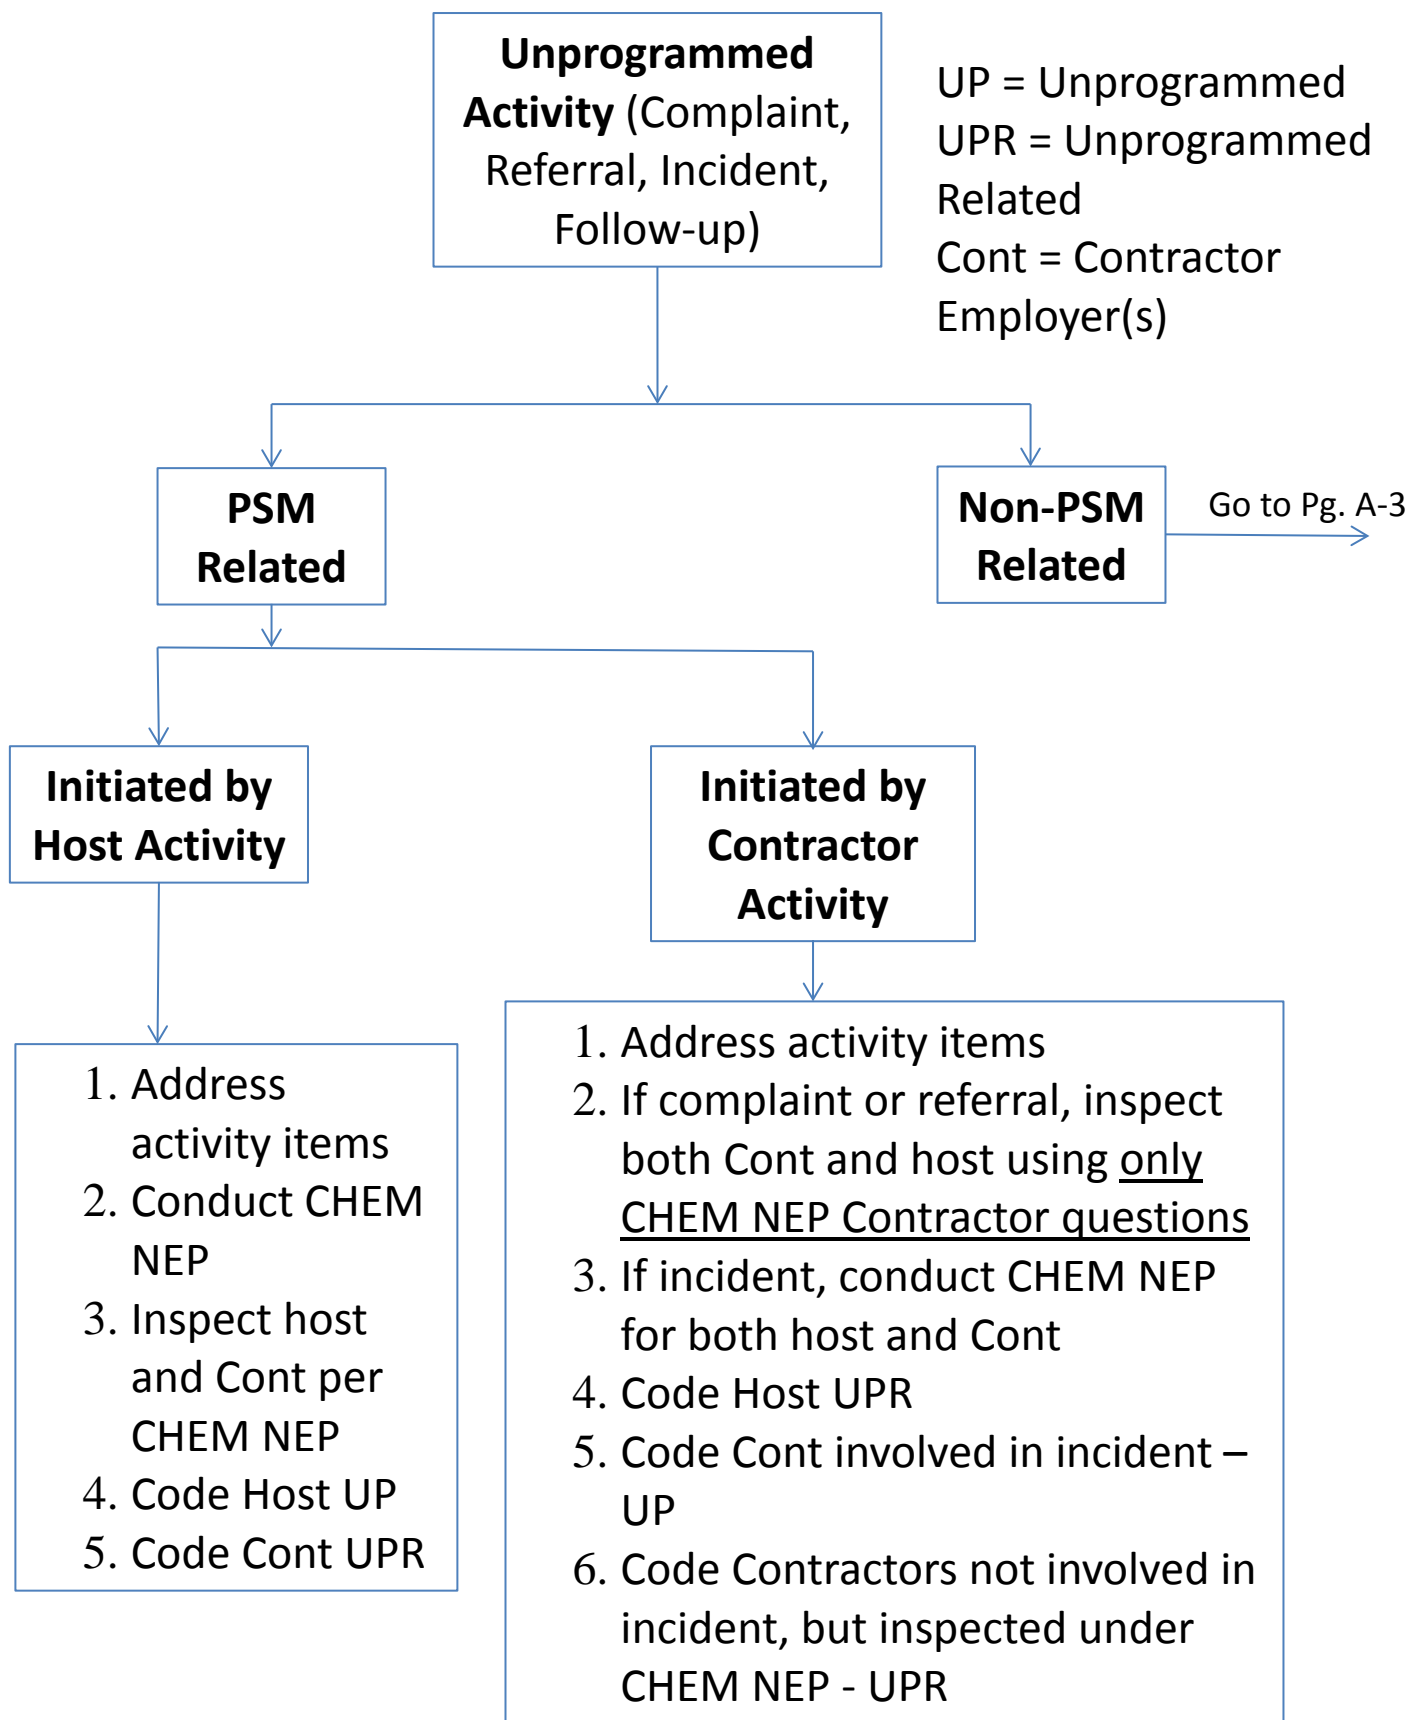 Unprogrammed
Activity (Complaint,
Referral, Incident,
Follow-up)
UP = Unprogrammed
UPR = Unprogrammed
Related
Cont = Contractor
Employer(s)
PSM
Related
Non-PSM
Related
Go to Pg. A-3
Initiated by
Host Activity
Initiated by
Contractor
Activity
1. Address
activity items
2. Conduct CHEM
NEP
3. Inspect host
and Cont per
CHEM NEP
4. Code Host UP
5. Code Cont UPR
1. Address activity items
2. If complaint or referral, inspect
both Cont and host using only
CHEM NEP Contractor questions
3. If incident, conduct CHEM NEP
for both host and Cont
4. Code Host UPR
5. Code Cont involved in incident –
UP
6. Code Contractors not involved in
incident, but inspected under
CHEM NEP - UPR